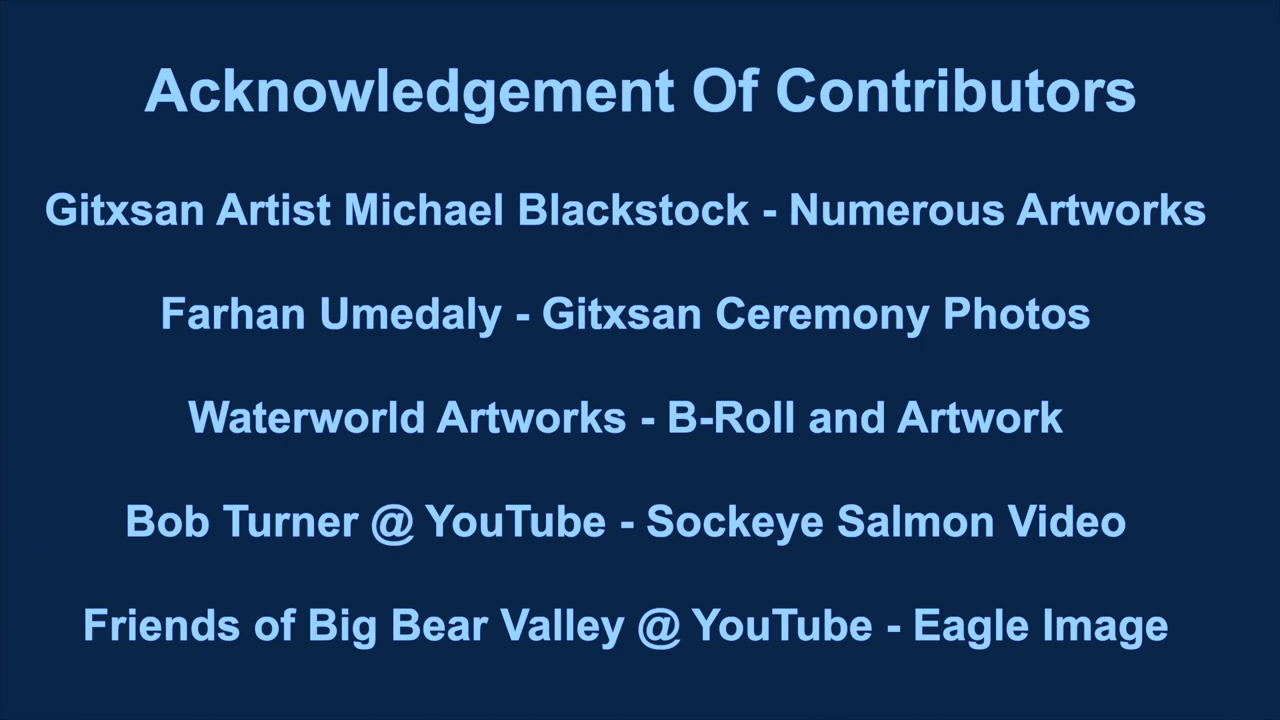 Acknowledgement Of Contributors
Gitxsan Artist Michael Blackstock - Numerous Artworks
Farhan Umedaly - Gitxsan Ceremony Photos
Waterworld Artworks - B-Roll and Artwork
Bob Turner @ YouTube - Sockeye Salmon Video
Friends of Big Bear Valley @ YouTube - Eagle Image